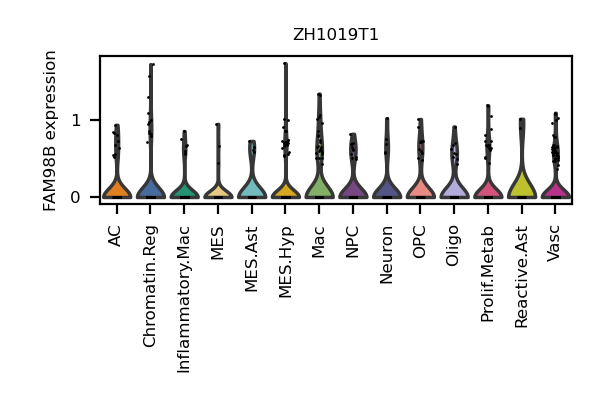 ZH1019T1
FAM98B expression
1
0
AC
Chromatin.Reg
Inflammatory.Mac
MES
MES.Ast
MES.Hyp
Mac
NPC
Neuron
OPC
Oligo
Prolif.Metab
Reactive.Ast
Vasc